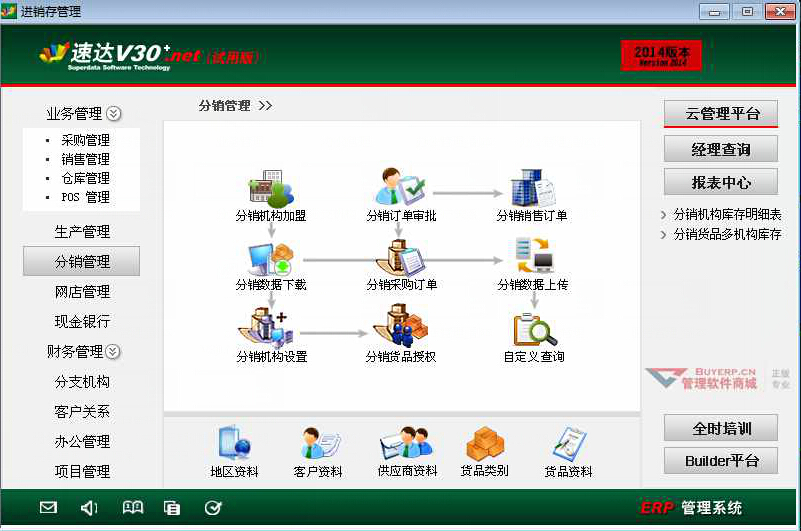 进销存管理
速达V30+.net(试用版)
Superdata Software Technology
2014版本
Version 2014
业务管理
• 采购管理
• 销售管理
• 仓库管理
• POS 管理
生产管理
分销管理
网店管理
现金银行
财务管理
分支机构
客户关系
办公管理
项目管理
分销管理 >>
分销机构加盟
分销订单审批
分销销售订单
分销数据下载
分销采购订单
分销数据上传
分销机构设置
分销货品授权
自定义查询
地区资料
客户资料
供应商资料
货品类别
货品资料
云管理平台
经理查询
报表中心
分销机构库存明细表
分销货品多机构库存
BUYERP.CN
管理软件商城
正版
专业
全时培训
Builder平台
ERP 管理系统